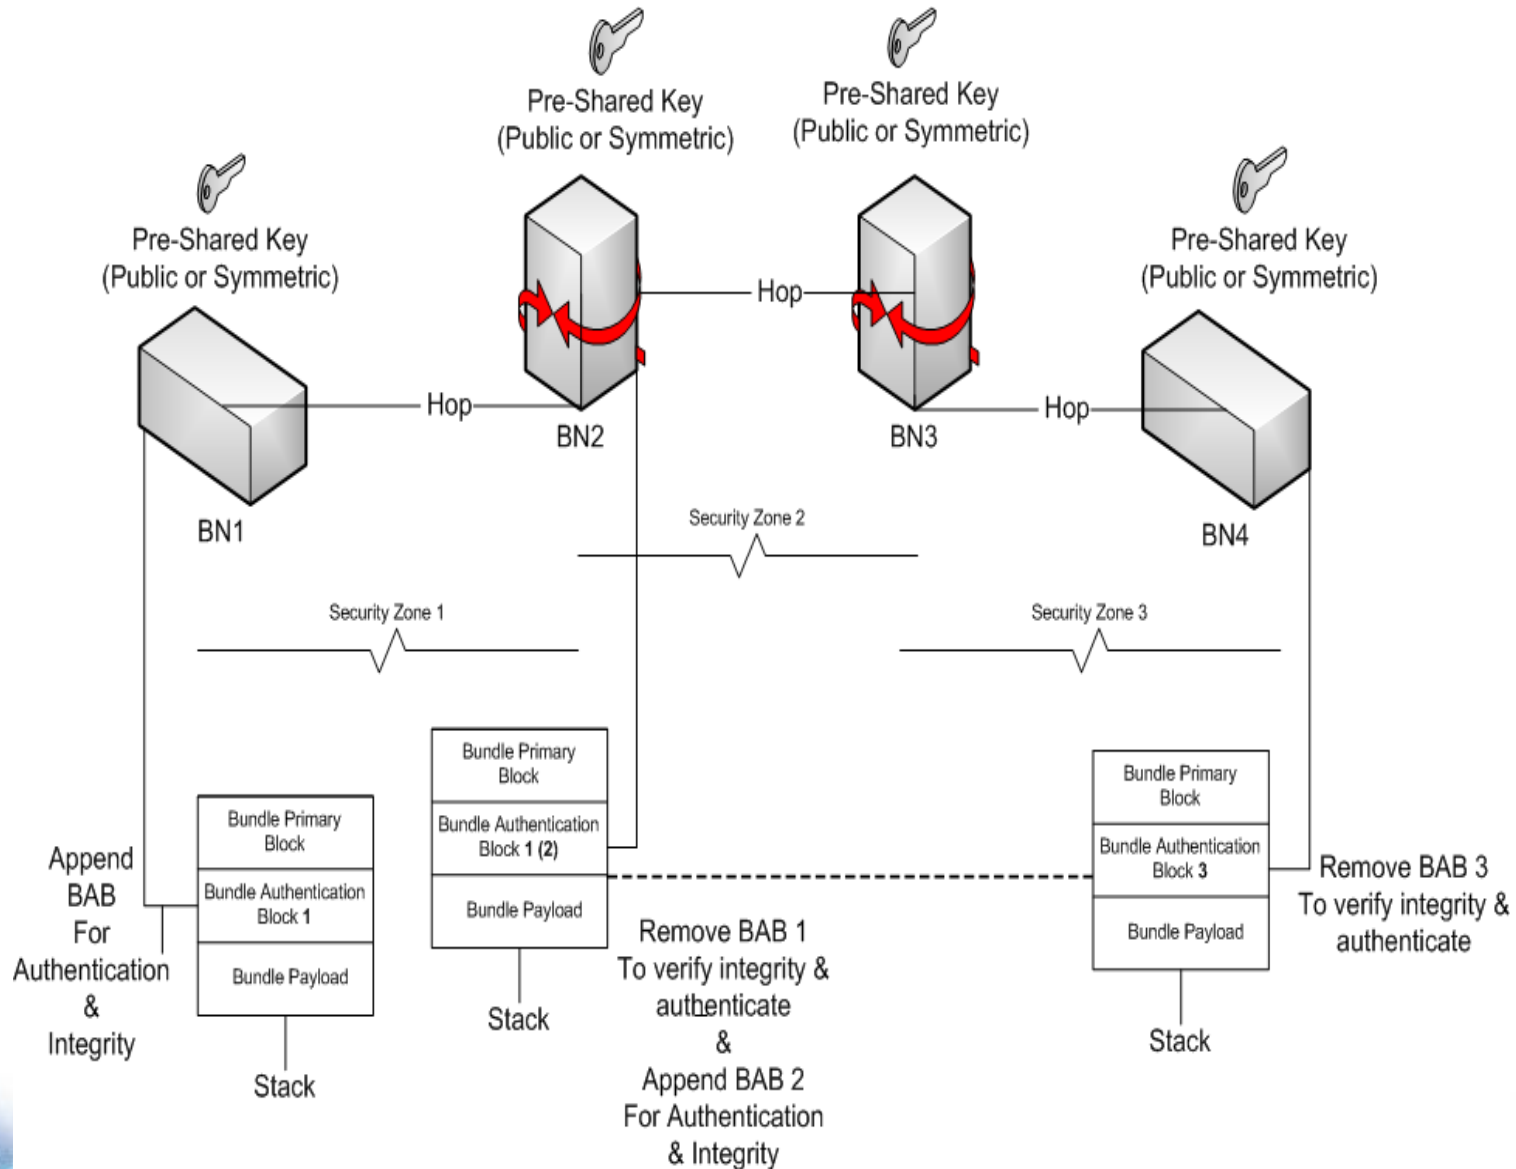 Pre-Shared Key
(Public or Symmetric)
Pre-Shared Key
(Public or Symmetric)
Pre-Shared Key
(Public or Symmetric)
Pre-Shared Key
(Public or Symmetric)
Hop
Hop
Hop
BN1
BN2
BN3
BN4
Security Zone 2
Security Zone 1
Security Zone 3
Append
BAB
For
Authentication
&
Integrity
Bundle Primary
Block
Bundle Authentication
Block 1
Bundle Payload
Stack
Bundle Primary
Block
Bundle Authentication
Block 1 (2)
Bundle Payload
Stack
Remove BAB 1
To verify integrity &
authenticate
&
Append BAB 2
For Authentication
& Integrity
Bundle Primary
Block
Bundle Authentication
Block 3
Bundle Payload
Stack
Remove BAB 3
To verify integrity &
authenticate